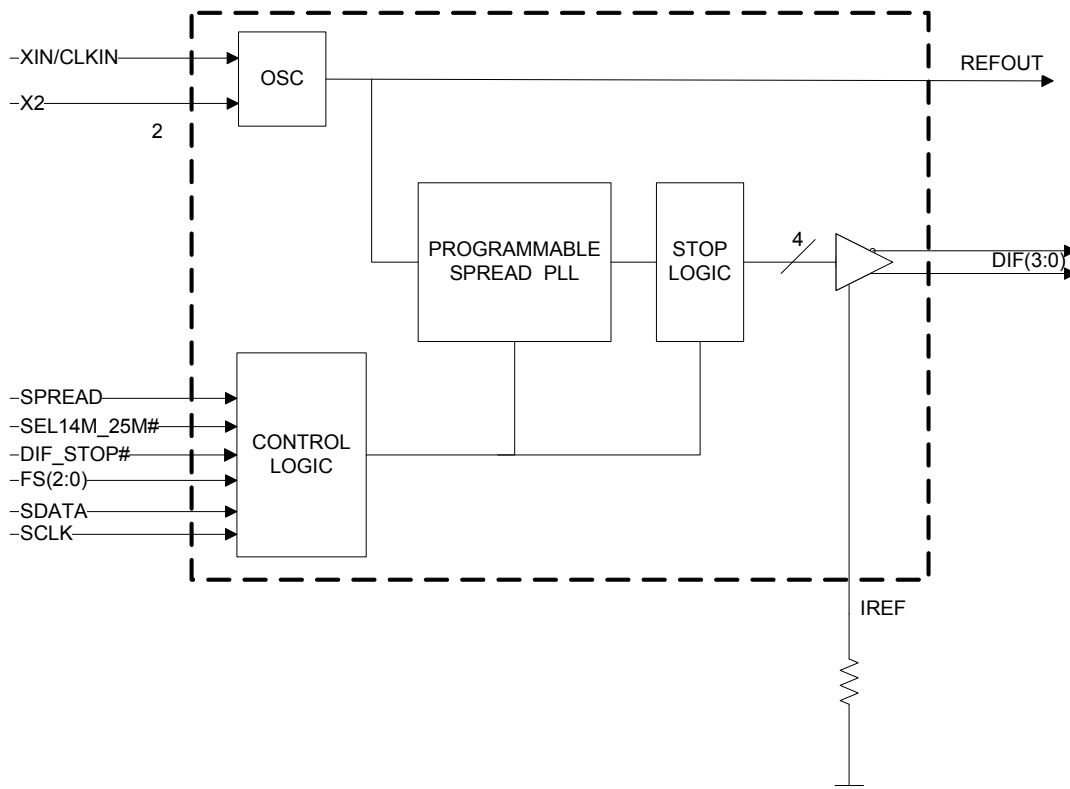 XIN/CLKIN
OSC
REFOUT
X2
2
4
PROGRAMMABLE
SPREAD PLL
STOP
LOGIC
DIF(3:0)
SPREAD
SEL14M_25M#
DIF_STOP#
FS(2:0)
SDATA
SCLK
CONTROL
LOGIC
IREF